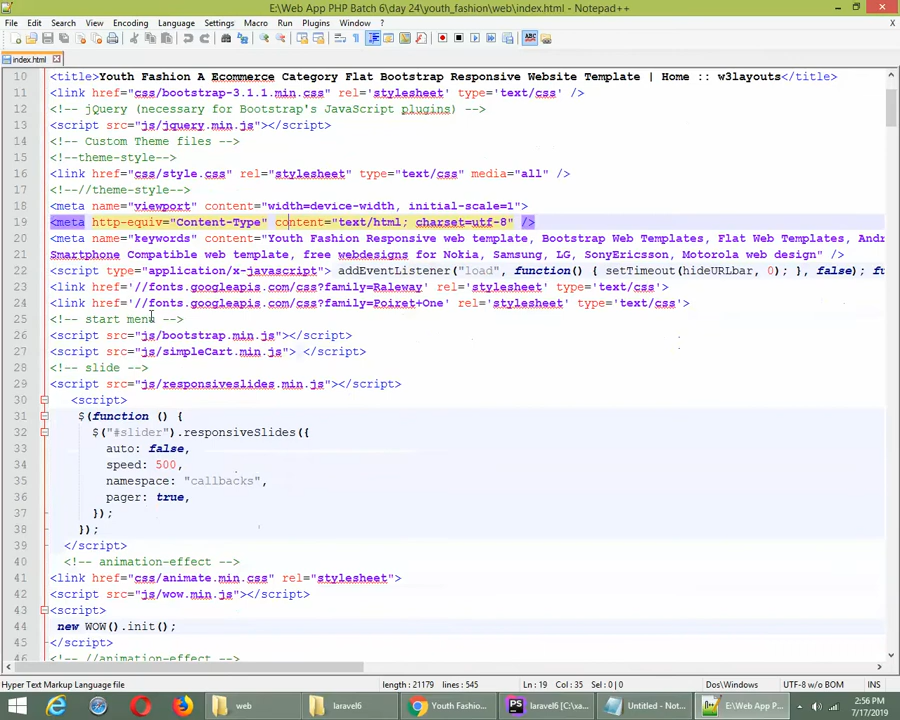 E:\Web App PHP Batch 6\day 24\youth_fashion\web\index.html - Notepad++
File Edit Search View Encoding Language Settings Macro Run Plugins Window ? X
index.html
10 <title>Youth Fashion A Ecommerce Category Flat Bootstrap Responsive Website Template | Home :: w3layouts</title>
11 <link href="css/bootstrap-3.1.1.min.css" rel='stylesheet' type='text/css' />
12 <!-- jQuery (necessary for Bootstrap's JavaScript plugins) -->
13 <script src="js/jquery.min.js"></script>
14 <!-- Custom Theme files -->
15 <!--theme-style-->
16 <link href="css/style.css" rel="stylesheet" type="text/css" media="all" />
17 <!--//theme-style-->
18 <meta name="viewport" content="width=device-width, initial-scale=1">
19 <meta http-equiv="Content-Type" content="text/html; charset=utf-8" />
20 <meta name="keywords" content="Youth Fashion Responsive web template, Bootstrap Web Templates, Flat Web Templates, Andr
21 Smartphone Compatible web template, free webdesigns for Nokia, Samsung, LG, SonyEricsson, Motorola web design" />
22 <script type="application/x-javascript"> addEventListener("load", function() { setTimeout(hideURLbar, 0); }, false); fu
23 <link href='//fonts.googleapis.com/css?family=Raleway' rel='stylesheet' type='text/css'>
24 <link href='//fonts.googleapis.com/css?family=Poiret+One' rel='stylesheet' type='text/css'>
25 <!-- start menu -->
26 <script src="js/bootstrap.min.js"></script>
27 <script src="js/simpleCart.min.js"> </script>
28 <!-- slide -->
29 <script src="js/responsiveslides.min.js"></script>
30 <script>
31 $(function () {
32 $("#slider").responsiveSlides({
33 auto: false,
34 speed: 500,
35 namespace: "callbacks",
36 pager: true,
37 });
38 });
39 </script>
40 <!-- animation-effect -->
41 <link href="css/animate.min.css" rel="stylesheet">
42 <script src="js/wow.min.js"></script>
43 <script>
44 new WOW().init();
45 </script>
46 <!-- //animation-effect -->
Hyper Text Markup Language file length : 21179 lines : 545 Ln : 19 Col : 35 Sel : 0 | 0 Dos\Windows UTF-8 w/o BOM INS
web laravel6 Youth Fashion... laravel6 [C:\xa... Untitled - Not... E:\Web App P... 2:56 PM
7/17/2019